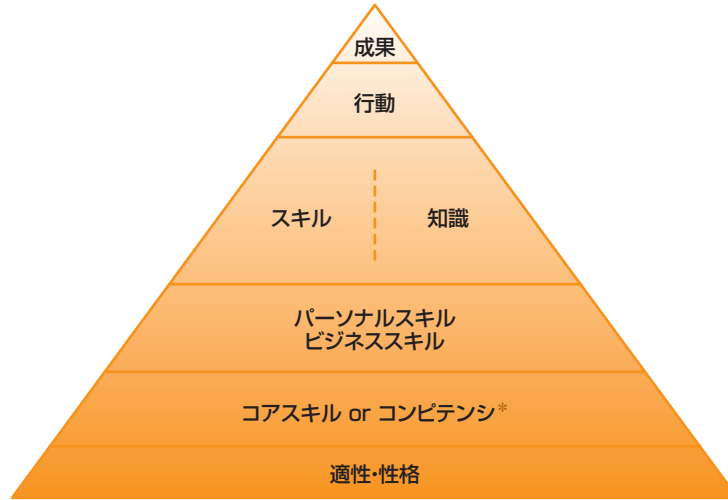 成果
行動
スキル
知識
パーソナルスキル
ビジネススキル
コアスキル or コンピテンシ*
適性・性格